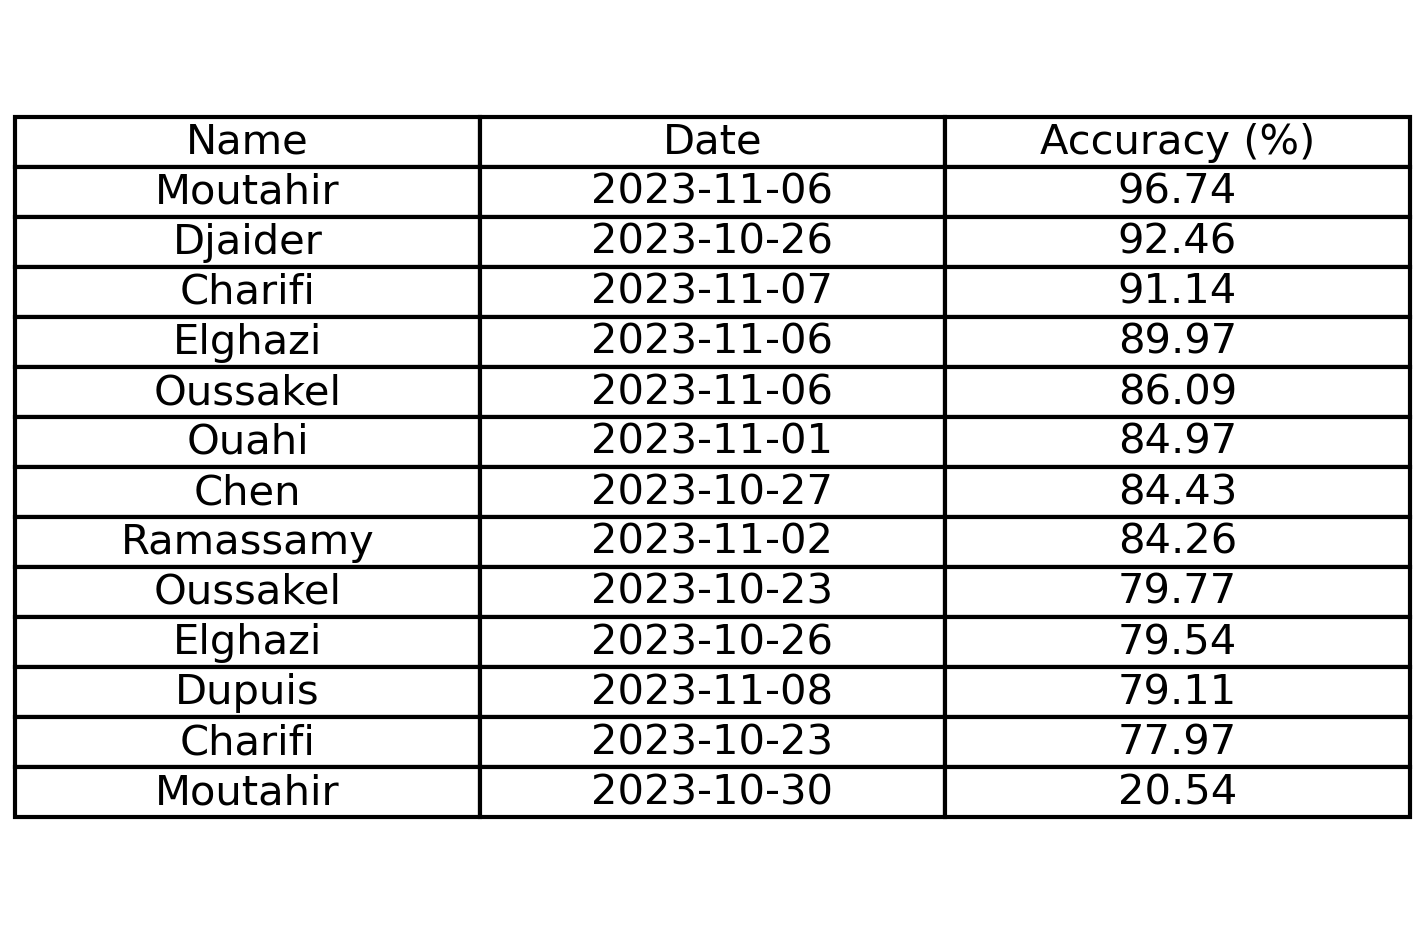 Name Date Accuracy (%)
Moutahir 2023-11-06 96.74
Djaider 2023-10-26 92.46
Charifi 2023-11-07 91.14
Elghazi 2023-11-06 89.97
Oussakel 2023-11-06 86.09
Ouahi 2023-11-01 84.97
Chen 2023-10-27 84.43
Ramassamy 2023-11-02 84.26
Oussakel 2023-10-23 79.77
Elghazi 2023-10-26 79.54
Dupuis 2023-11-08 79.11
Charifi 2023-10-23 77.97
Moutahir 2023-10-30 20.54